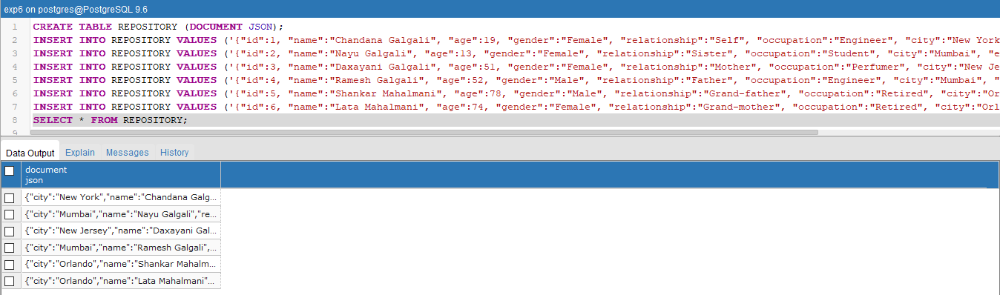 exp6 on postgres@PostgreSQL 9.6
1 CREATE TABLE REPOSITORY (DOCUMENT JSON);
2 INSERT INTO REPOSITORY VALUES ('{"id":1, "name":"Chandana Galgali", "age":19, "gender":"Female", "relationship":"Self", "occupation":"Engineer", "city":"New York
3 INSERT INTO REPOSITORY VALUES ('{"id":2, "name":"Nayu Galgali", "age":13, "gender":"Female", "relationship":"Sister", "occupation":"Student", "city":"Mumbai", "e
4 INSERT INTO REPOSITORY VALUES ('{"id":3, "name":"Daxayani Galgali", "age":51, "gender":"Female", "relationship":"Mother", "occupation":"Perfumer", "city":"New Je
5 INSERT INTO REPOSITORY VALUES ('{"id":4, "name":"Ramesh Galgali", "age":52, "gender":"Male", "relationship":"Father", "occupation":"Engineer", "city":"Mumbai", "
6 INSERT INTO REPOSITORY VALUES ('{"id":5, "name":"Shankar Mahalmani", "age":78, "gender":"Male", "relationship":"Grand-father", "occupation":"Retired", "city":"Or
7 INSERT INTO REPOSITORY VALUES ('{"id":6, "name":"Lata Mahalmani", "age":74, "gender":"Female", "relationship":"Grand-mother", "occupation":"Retired", "city":"Orl
8 SELECT * FROM REPOSITORY;
9
Data Output Explain Messages History
document
json
{"city":"New York","name":"Chandana Galg...
{"city":"Mumbai","name":"Nayu Galgali","re...
{"city":"New Jersey","name":"Daxayani Gal...
{"city":"Mumbai","name":"Ramesh Galgali",...
{"city":"Orlando","name":"Shankar Mahalm...
{"city":"Orlando","name":"Lata Mahalmani"...